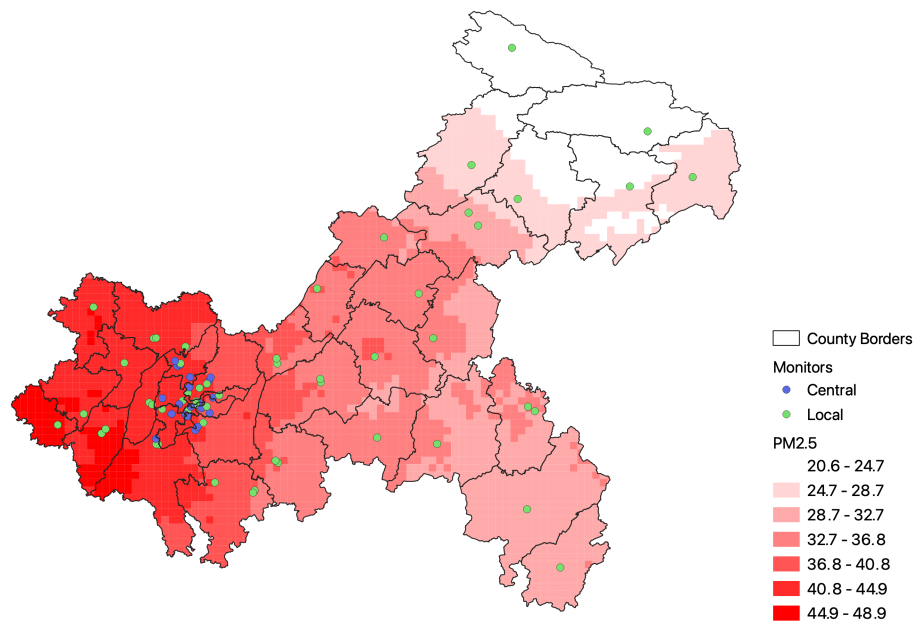 County Borders
Monitors
Central
Local
PM2.5
20.6 - 24.7
24.7 - 28.7
28.7 - 32.7
32.7 - 36.8
36.8 - 40.8
40.8 - 44.9
44.9 - 48.9